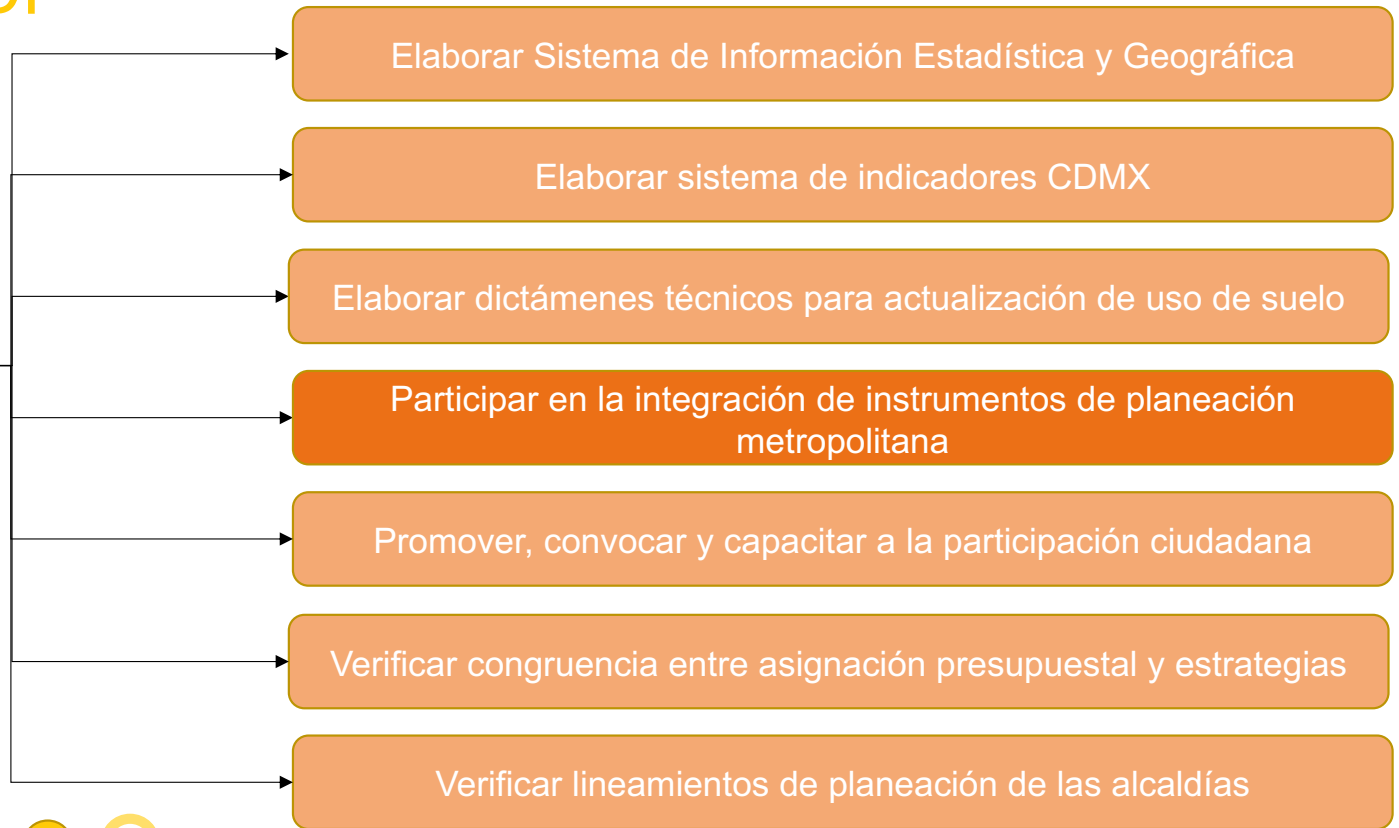 Elaborar Sistema de Información Estadística y Geográfica
Elaborar sistema de indicadores CDMX
Elaborar dictámenes técnicos para actualización de uso de suelo
Participar en la integración de instrumentos de planeación
metropolitana
Promover, convocar y capacitar a la participación ciudadana
Verificar congruencia entre asignación presupuestal y estrategias
Verificar lineamientos de planeación de las alcaldías